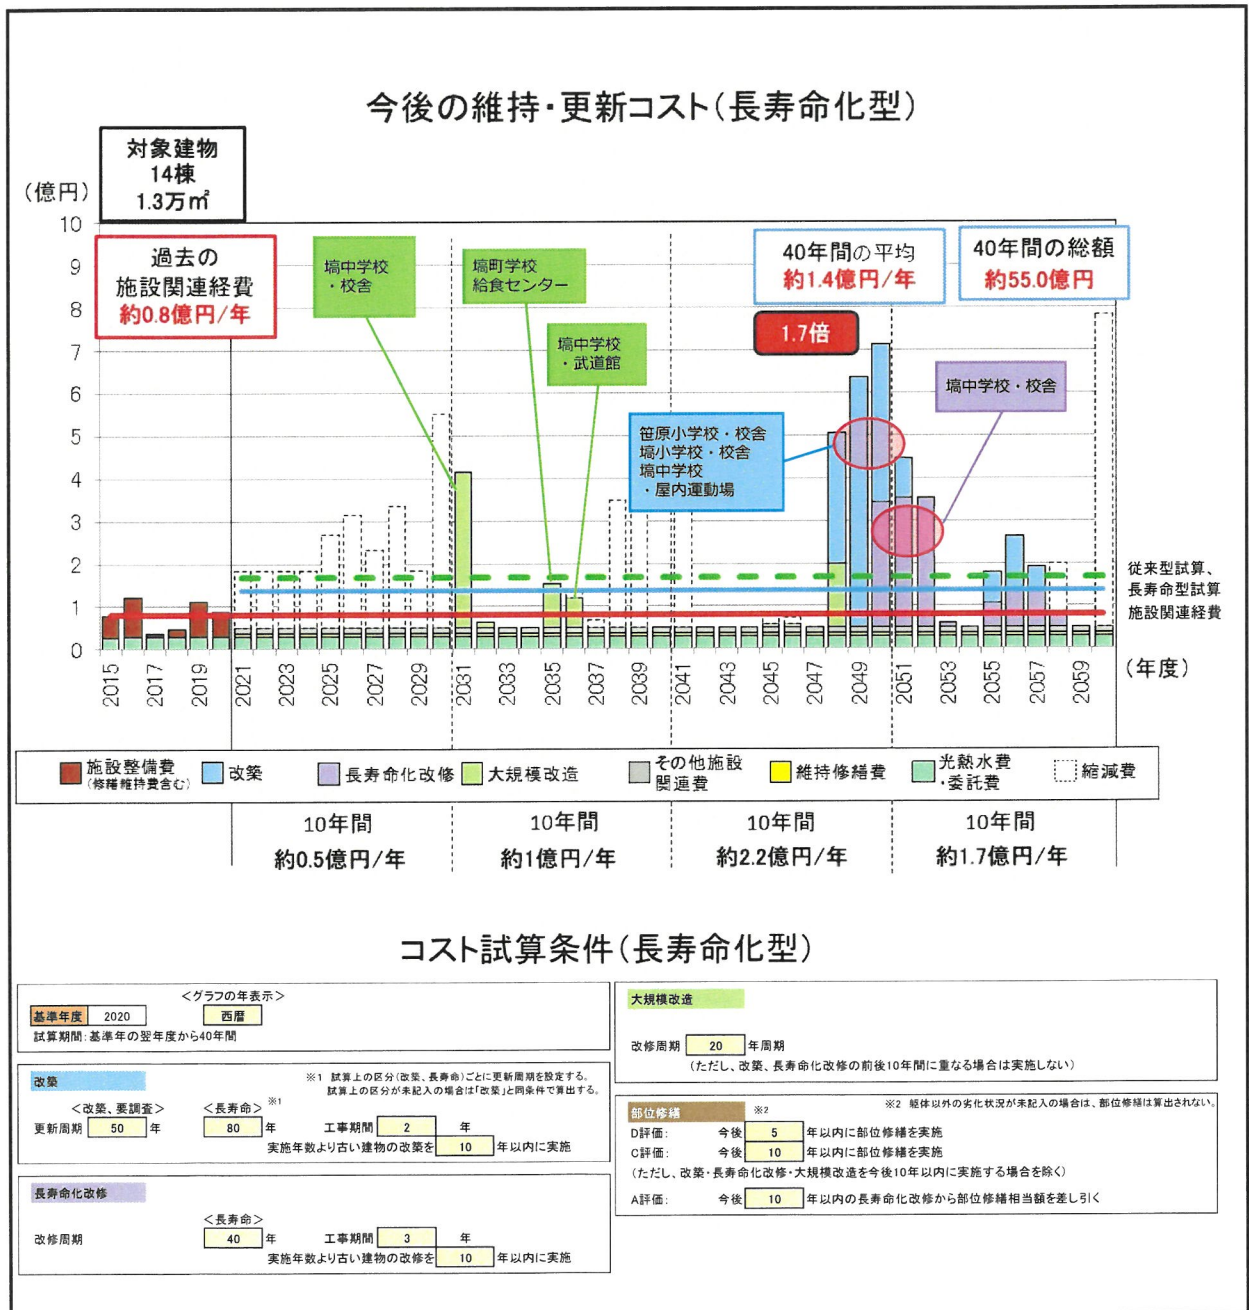 今後の維持・更新コスト（長寿命化型）
対象建物
14棟
1.3万㎡
（億円）
10
9
8
7
6
5
4
3
2
1
0
過去の
施設関連経費
約0.8億円/年
塙中学校
・校舎
塙町学校
給食センター
塙中学校
・武道館
40年間の平均
約1.4億円/年
40年間の総額
約55.0億円
1.7倍
笹原小学校・校舎
塙小学校・校舎
塙中学校
・屋内運動場
塙中学校・校舎
従来型試算、
長寿命型試算
施設関連経費
2015
2017
2019
2021
2023
2025
2027
2029
2031
2033
2035
2037
2039
2041
2043
2045
2047
2049
2051
2053
2055
2057
2059
（年度）
施設整備費
（修繕維持費含む）
改築
長寿命化改修
大規模改造
その他施設
関連費
維持修繕費
光熱水費
・委託費
縮減費
10年間
約0.5億円/年
10年間
約1億円/年
10年間
約2.2億円/年
10年間
約1.7億円/年
コスト試算条件（長寿命化型）
＜グラフの年表示＞
基準年度 2020 西暦
試算期間：基準年の翌年度から40年間
改築
※1 試算上の区分（改築、長寿命）ごとに更新周期を設定する。
試算上の区分が未記入の場合は「改築」と同条件で算出する。
＜改築、要調査＞ ＜長寿命＞ ※1
更新周期 50 年 80 年 工事期間 2 年
実施年数より古い建物の改築を 10 年以内に実施
長寿命化改修
＜長寿命＞
改修周期 40 年 工事期間 3 年
実施年数より古い建物の改修を 10 年以内に実施
大規模改造
改修周期 20 年周期
（ただし、改築、長寿命化改修の前後10年間に重なる場合は実施しない）
部位修繕 ※2 ※2 躯体以外の劣化状況が未記入の場合は、部位修繕は算出されない。
D評価： 今後 5 年以内に部位修繕を実施
C評価： 今後 10 年以内に部位修繕を実施
（ただし、改築・長寿命化改修・大規模改造を今後10年以内に実施する場合を除く）
A評価： 今後 10 年以内の長寿命化改修から部位修繕相当額を差し引く